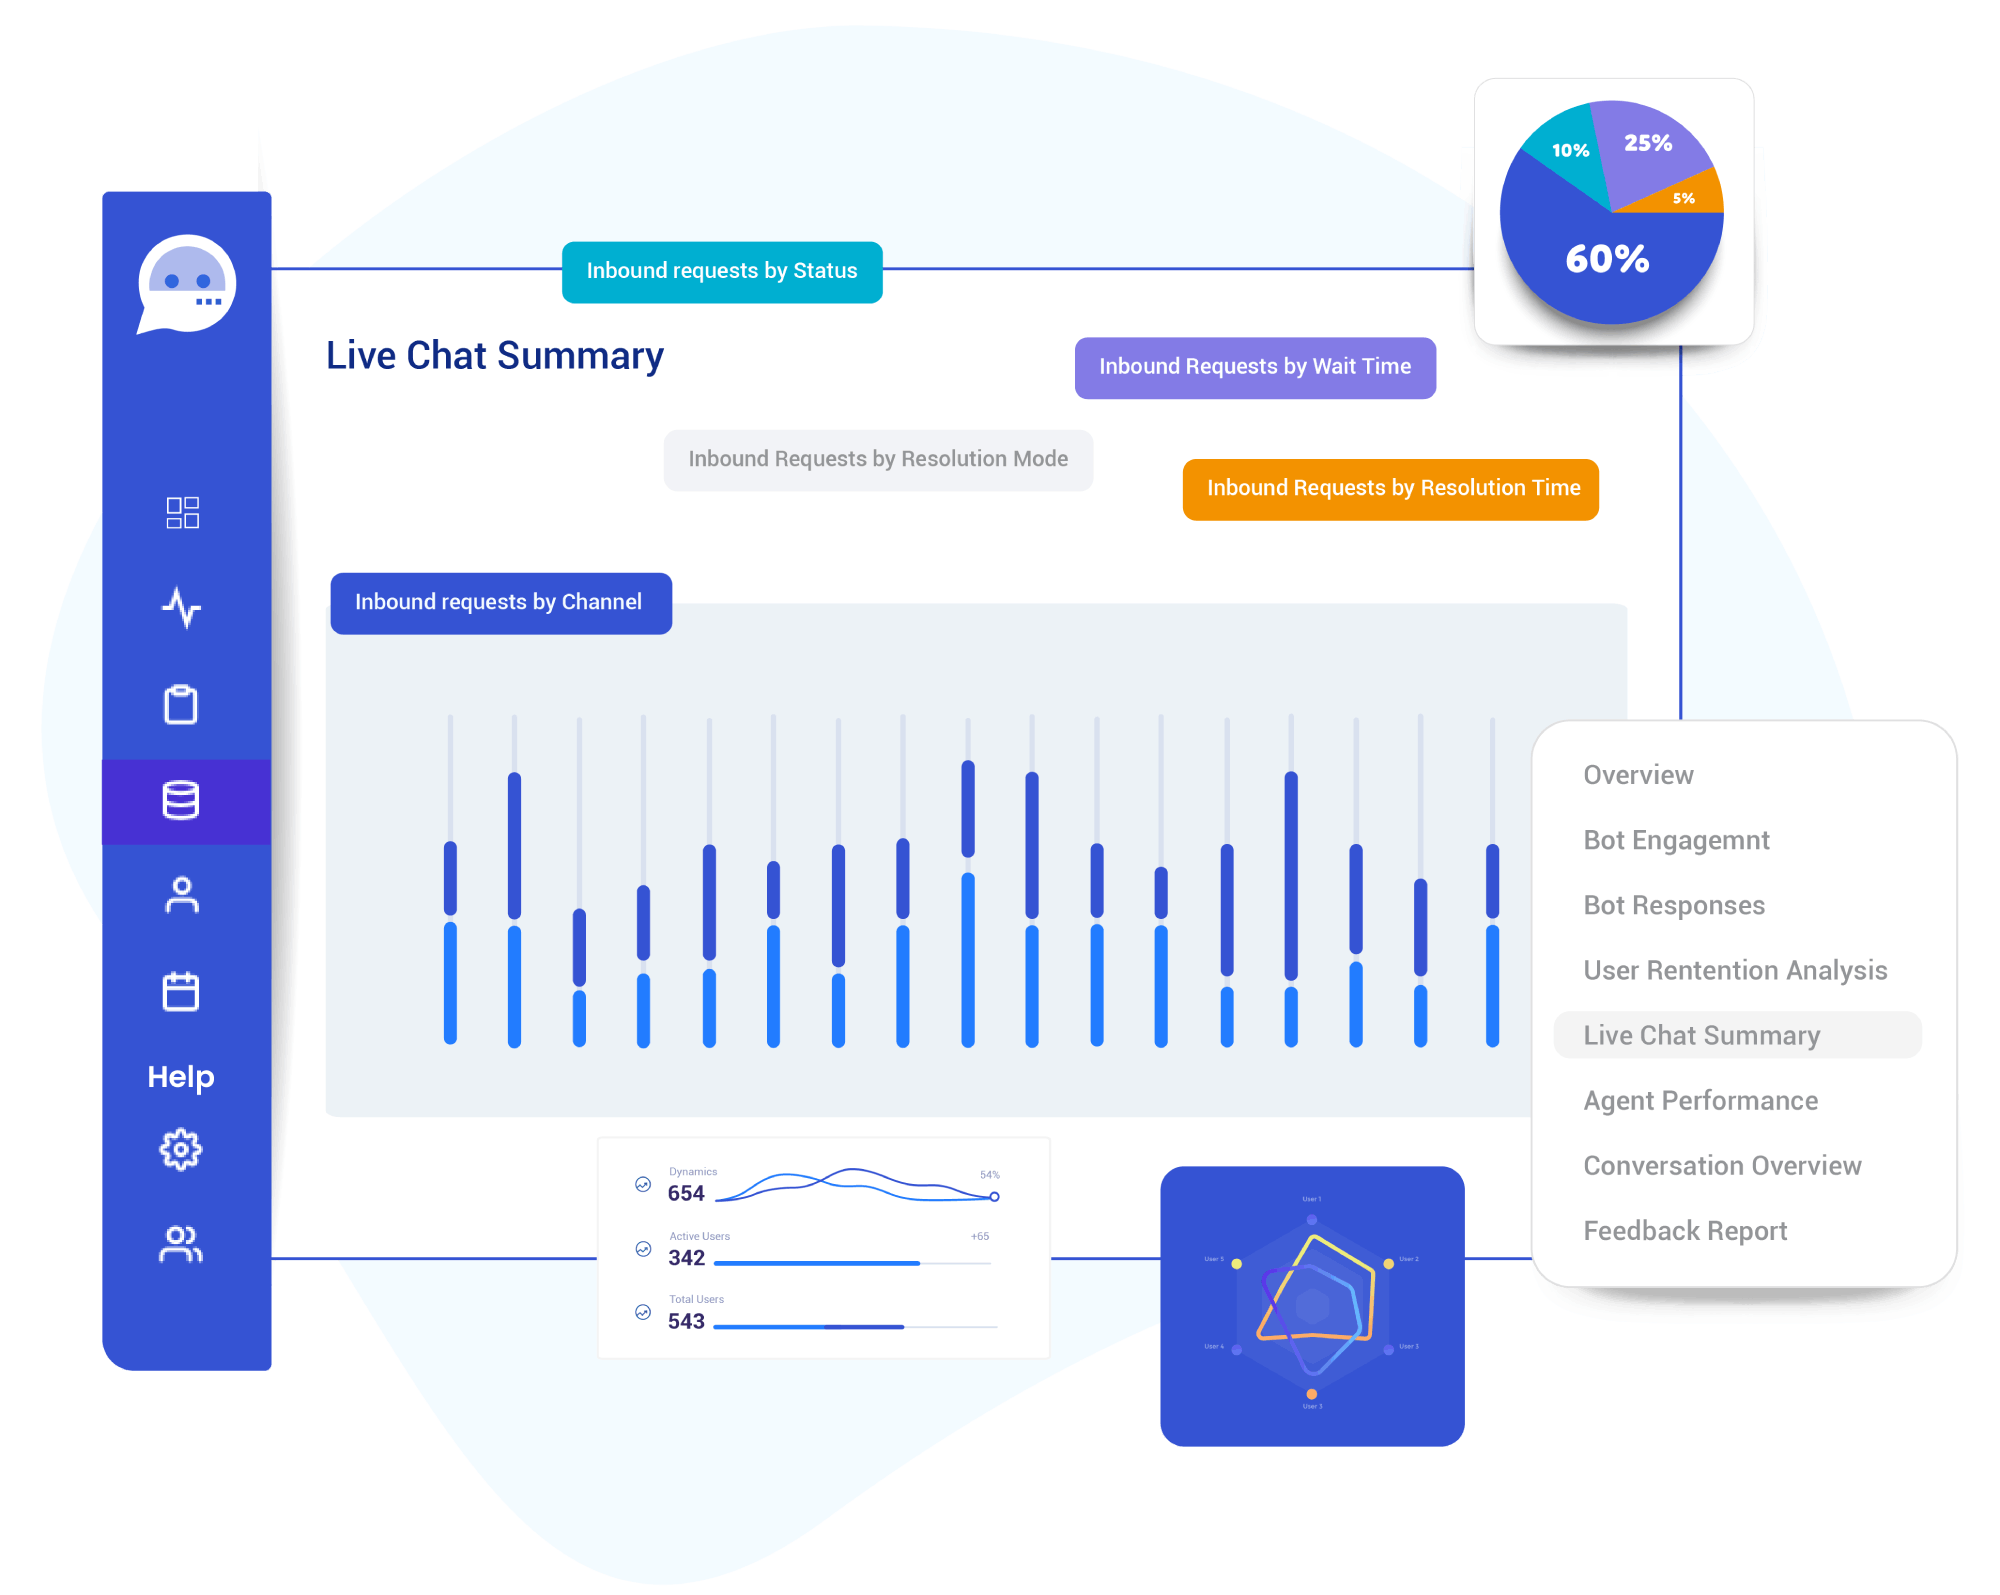 10%
25%
5%
60%
Inbound requests by Status
Live Chat Summary
Inbound Requests by Wait Time
Inbound Requests by Resolution Mode
Inbound Requests by Resolution Time
Inbound requests by Channel
Overview
Bot Engagemnt
Bot Responses
User Rentention Analysis
Live Chat Summary
Agent Performance
Conversation Overview
Feedback Report
Help
Dynamics
654
54%
Active Users
342
+65
Total Users
543
User 1
User 5
User 2
User 4
User 3
User 3